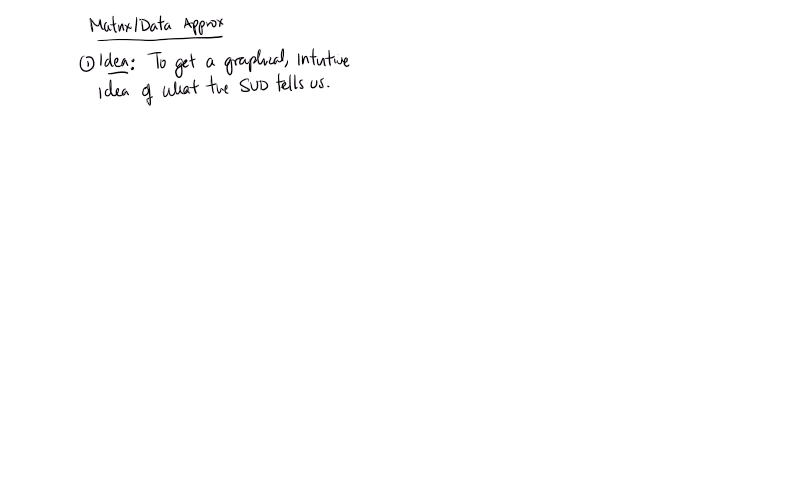 Matrix/Data Approx
① Idea: To get a graphical, intuitive
idea of what the SVD tells us.